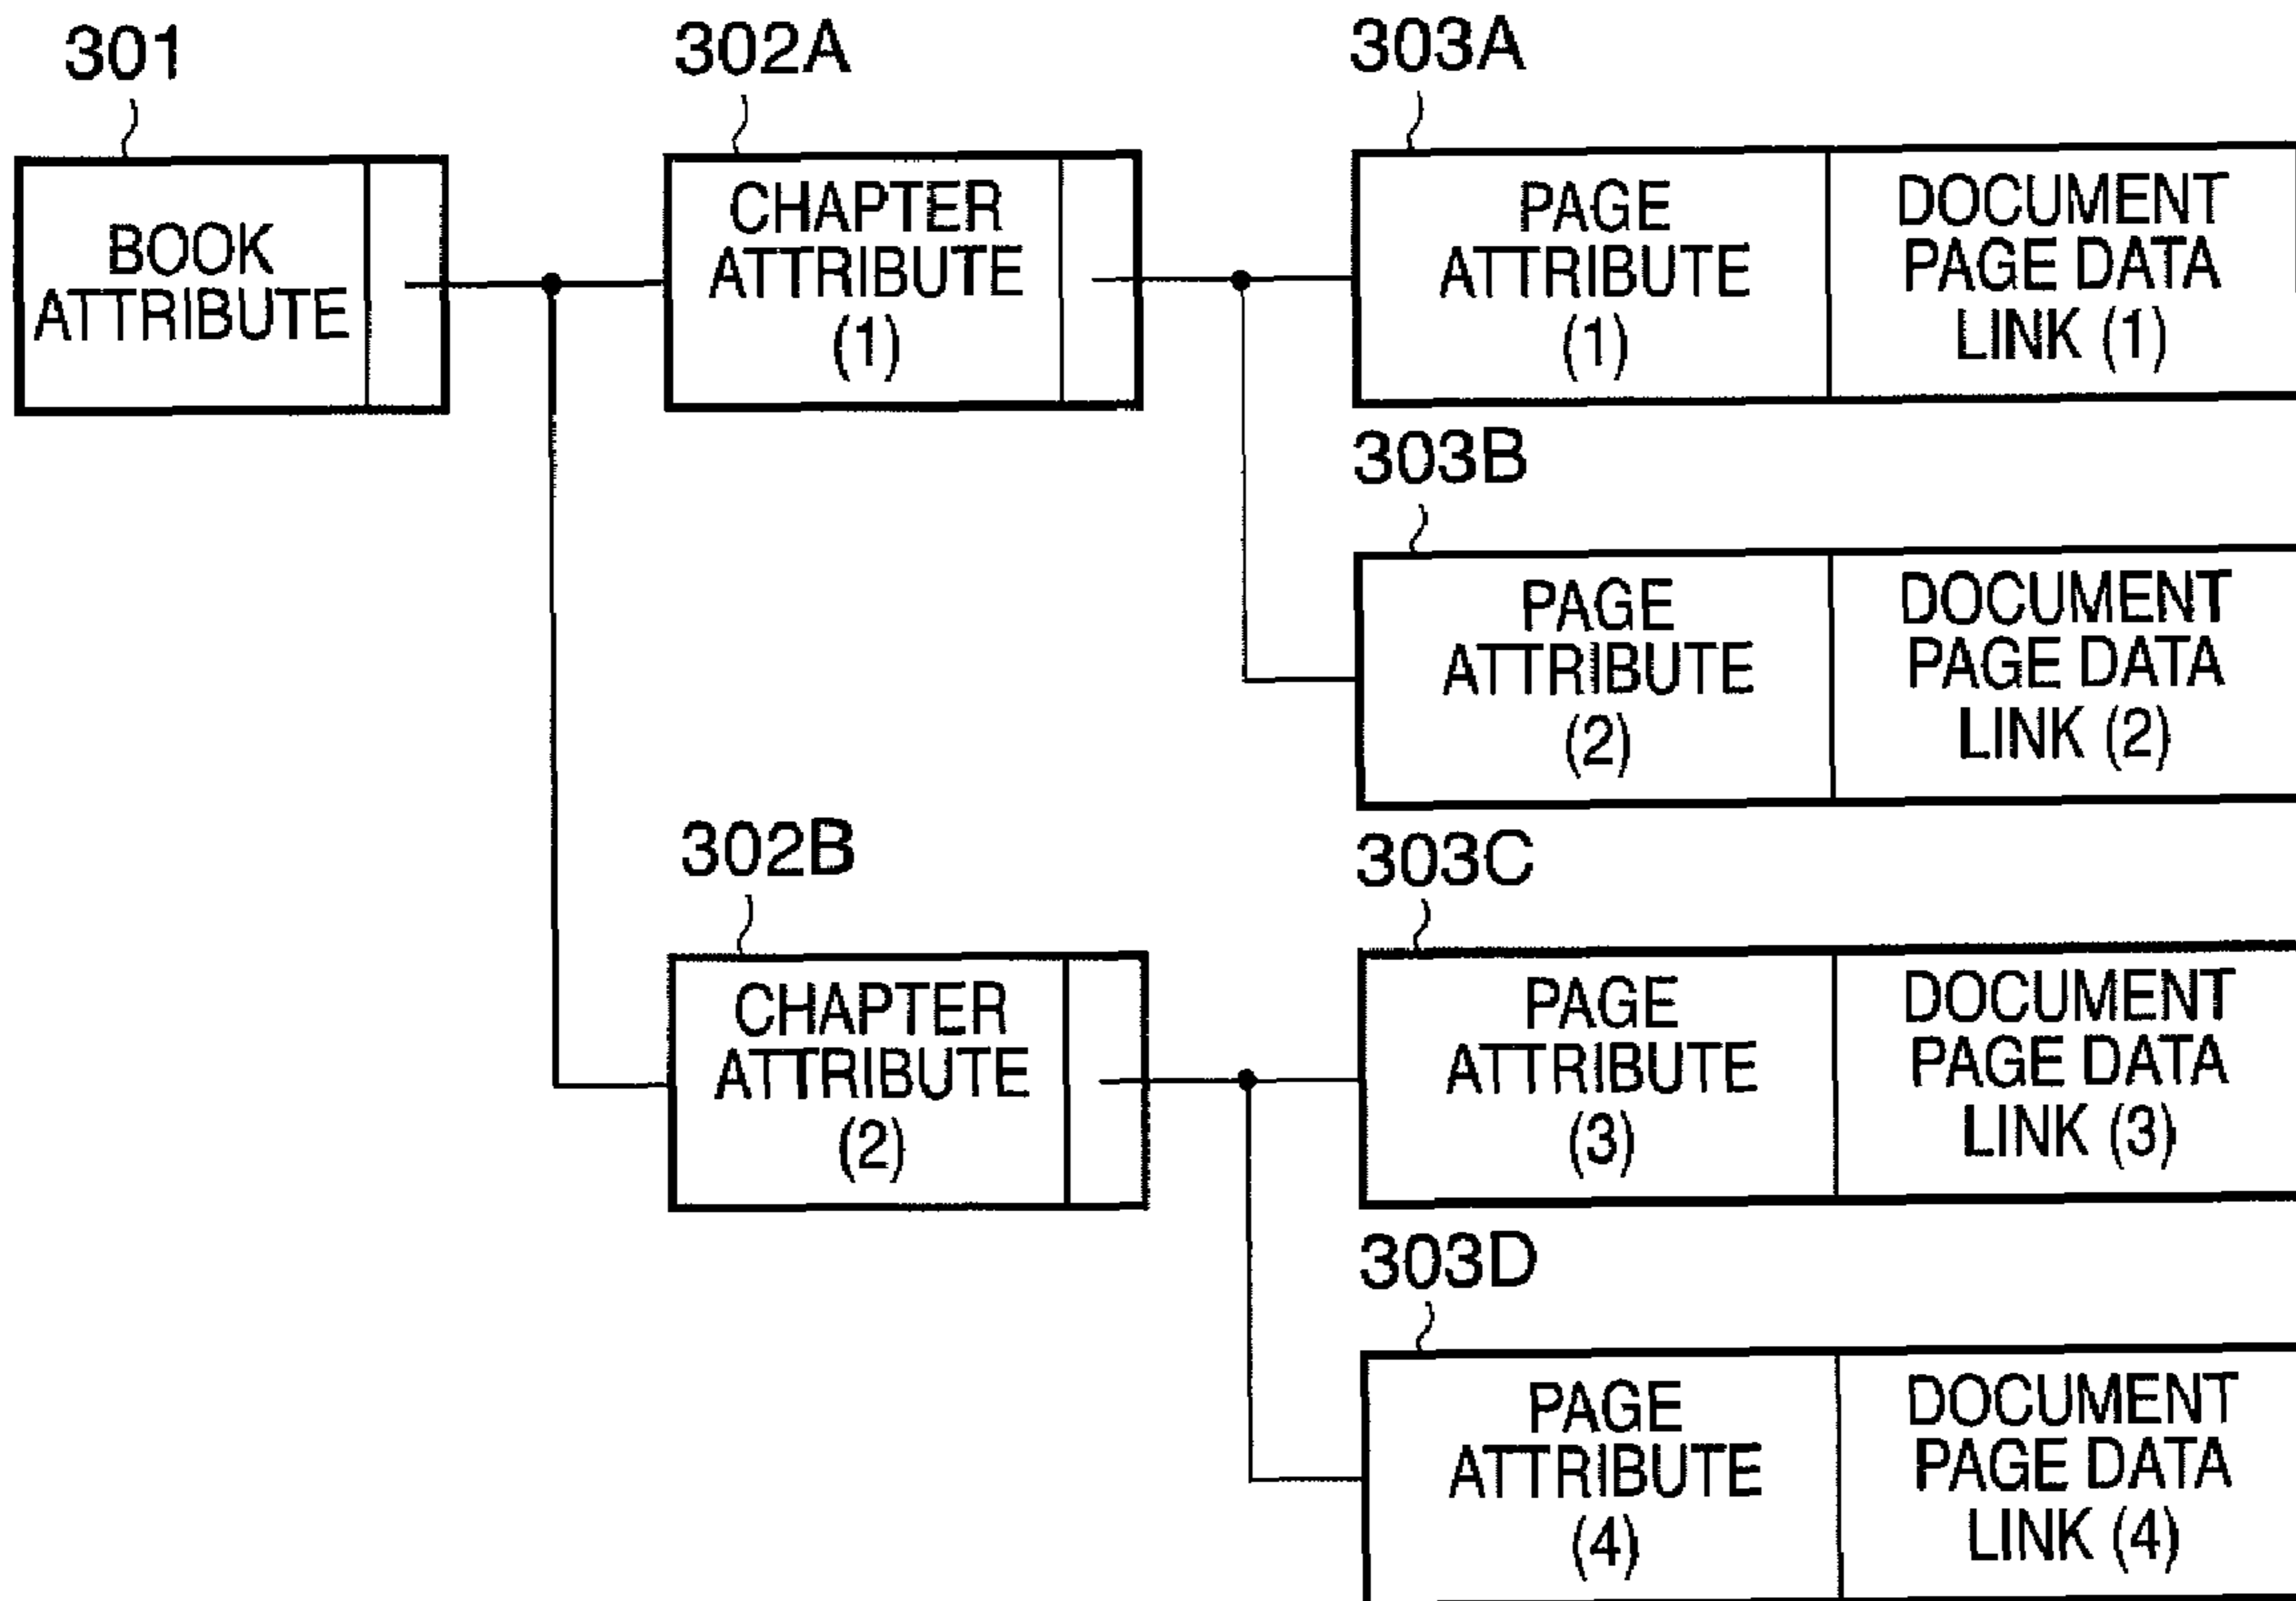 301
BOOK
ATTRIBUTE
302A
CHAPTER
ATTRIBUTE
(1)
303A
PAGE
ATTRIBUTE
(1)
DOCUMENT
PAGE DATA
LINK (1)
303B
PAGE
ATTRIBUTE
(2)
DOCUMENT
PAGE DATA
LINK (2)
302B
CHAPTER
ATTRIBUTE
(2)
303C
PAGE
ATTRIBUTE
(3)
DOCUMENT
PAGE DATA
LINK (3)
303D
PAGE
ATTRIBUTE
(4)
DOCUMENT
PAGE DATA
LINK (4)